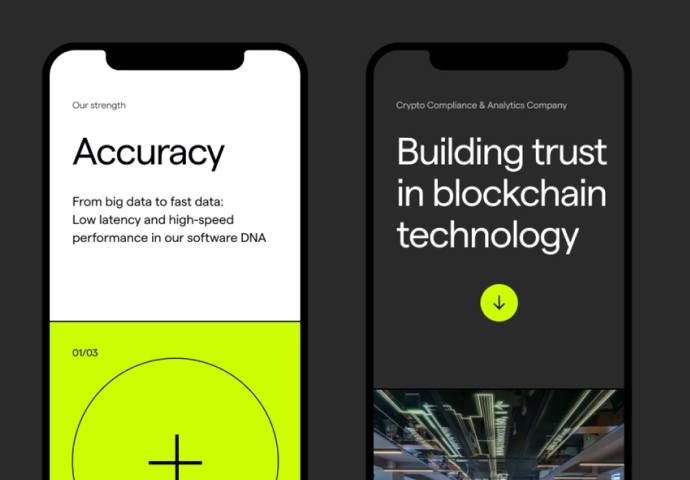 Our strength
Accuracy
From big data to fast data:
Low latency and high-speed
performance in our software DNA
01/03
Crypto Compliance & Analytics Company
Building trust
in blockchain
technology